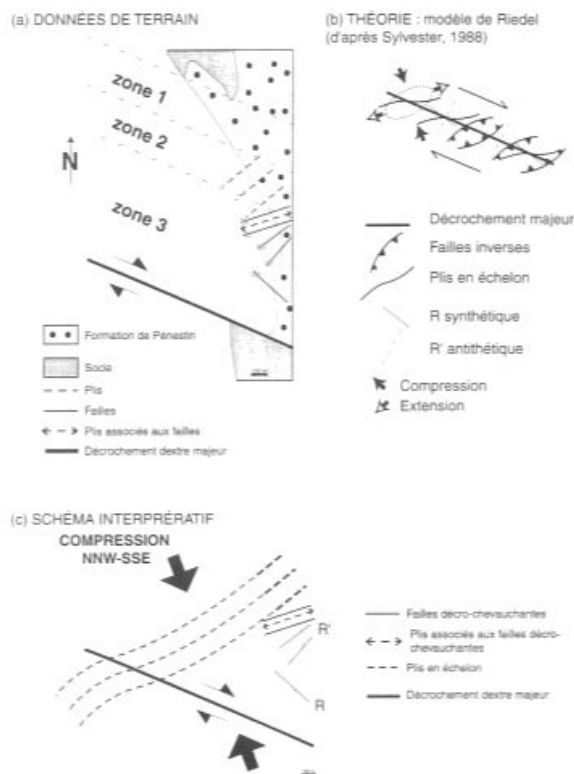 (a) DONNÉES DE TERRAIN
zone 1
zone 2
N
zone 3
Formation de Pénestin
Socle
Plis
Failles
Plis associés aux failles
Décrochement dextre majeur
(b) THÉORIE : modèle de Riedel
(d'après Sylvester, 1988)
Décrochement majeur
Failles inverses
Plis en échelon
R synthétique
R' antithétique
Compression
Extension
(c) SCHÉMA INTERPRÉRATIF
COMPRESSION
NNW-SSE
R'
R
Failles décro-chevauchantes
Plis associés aux failles décro-
chevauchantes
Plis en échelon
Décrochement dextre majeur